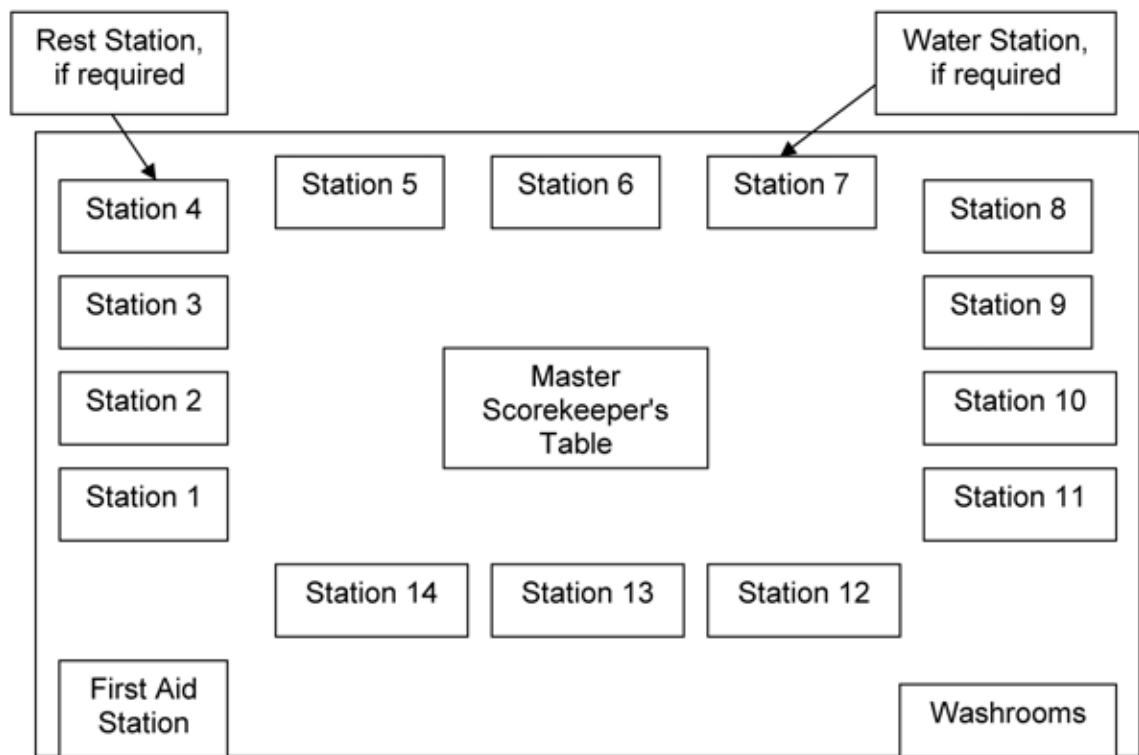 Rest Station,
if required
Water Station,
if required
Station 5
Station 6
Station 7
Station 4
Station 8
Station 3
Station 9
Master
Scorekeeper's
Table
Station 2
Station 10
Station 1
Station 11
Station 14
Station 13
Station 12
First Aid
Station
Washrooms